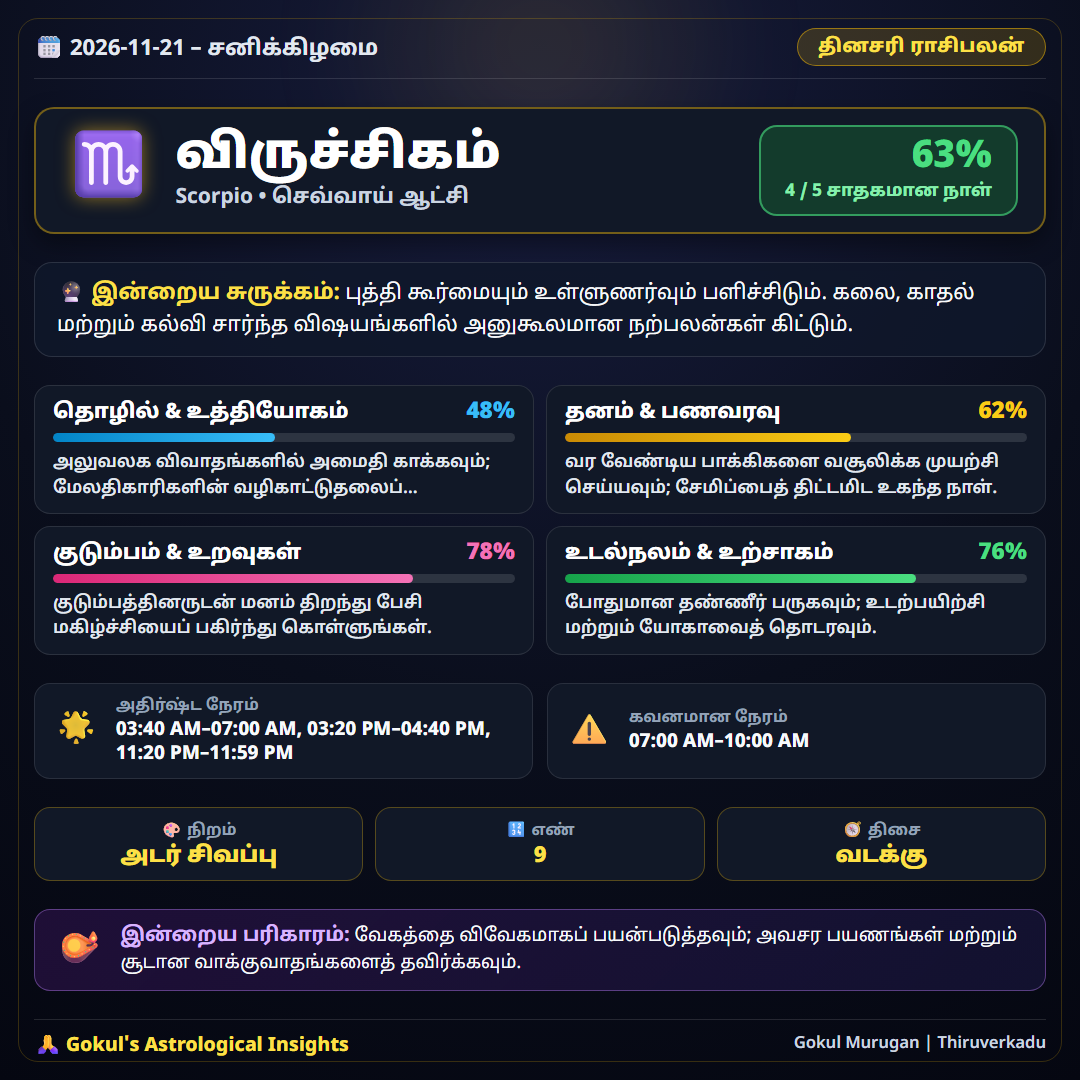 2026-11-21 – சனிக்கிழமை
தினசரி ராசிபலன்
விருச்சிகம்
Scorpio • செவ்வாய் ஆட்சி
63%
4 / 5 சாதகமான நாள்
இன்றைய சுருக்கம்: புத்தி கூர்மையும் உள்ளுணர்வும் பளிச்சிடும். கலை, காதல்
மற்றும் கல்வி சார்ந்த விஷயங்களில் அனுகூலமான நற்பலன்கள் கிட்டும்.
தொழில் & உத்தியோகம் 48%
அலுவலக விவாதங்களில் அமைதி காக்கவும்;
மேலதிகாரிகளின் வழிகாட்டுதலைப்...
தனம் & பணவரவு 62%
வர வேண்டிய பாக்கிகளை வசூலிக்க முயற்சி
செய்யவும்; சேமிப்பைத் திட்டமிட உகந்த நாள்.
குடும்பம் & உறவுகள் 78%
குடும்பத்தினருடன் மனம் திறந்து பேசி
மகிழ்ச்சியைப் பகிர்ந்து கொள்ளுங்கள்.
உடல்நலம் & உற்சாகம் 76%
போதுமான தண்ணீர் பருகவும்; உடற்பயிற்சி
மற்றும் யோகாவைத் தொடரவும்.
அதிர்ஷ்ட நேரம்
03:40 AM–07:00 AM, 03:20 PM–04:40 PM,
11:20 PM–11:59 PM
கவனமான நேரம்
07:00 AM–10:00 AM
நிறம்
அடர் சிவப்பு
எண்
9
திசை
வடக்கு
இன்றைய பரிகாரம்: வேகத்தை விவேகமாகப் பயன்படுத்தவும்; அவசர பயணங்கள் மற்றும்
சூடான வாக்குவாதங்களைத் தவிர்க்கவும்.
Gokul's Astrological Insights
Gokul Murugan | Thiruverkadu